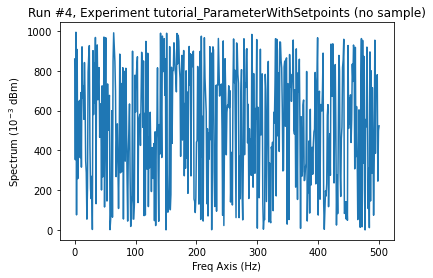 Run #4, Experiment tutorial_ParameterWithSetpoints (no sample)
1000
800
600
400
200
0
Spectrum (10⁻³ dBm)
0 100 200 300 400 500
Freq Axis (Hz)